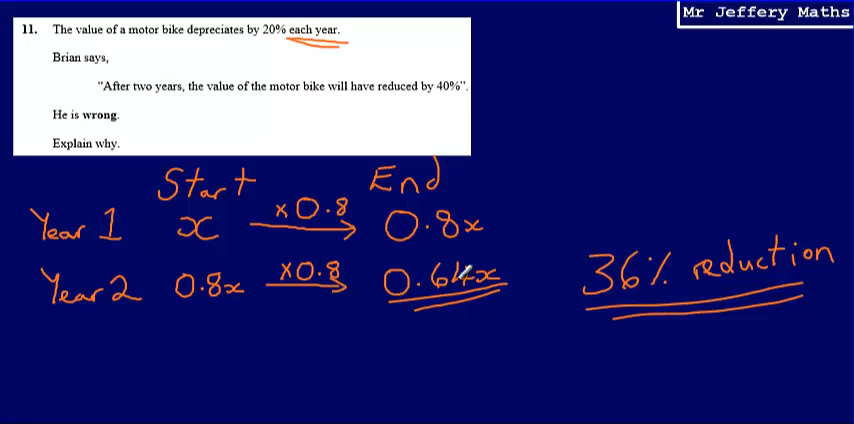 Mr Jeffery Maths
11. The value of a motor bike depreciates by 20% each year.
Brian says,
"After two years, the value of the motor bike will have reduced by 40%".
He is wrong.
Explain why.
Start End
Year 1 x ×0.8 0.8x
Year 2 0.8x ×0.8 0.64x
36% reduction